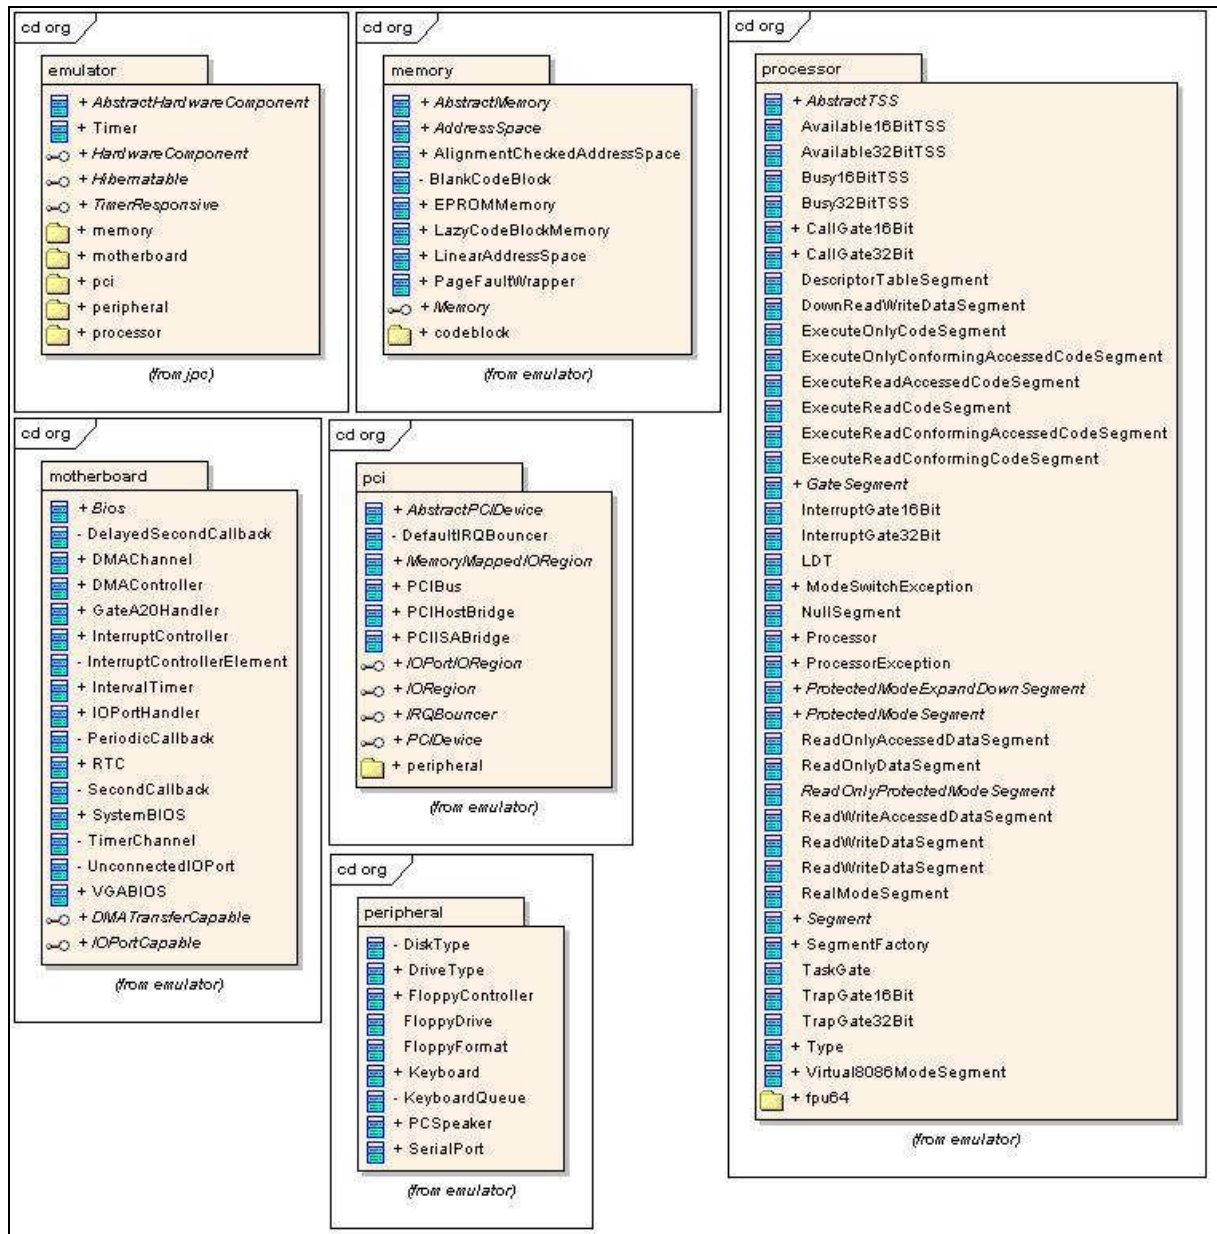 cd org
emulator
+ AbstractHardwareComponent
+ Timer
+ HardwareComponent
+ Hibernatable
+ TimerResponsive
+ memory
+ motherboard
+ pci
+ peripheral
+ processor
(from jpc)
cd org
memory
+ AbstractMemory
+ AddressSpace
+ AlignmentCheckedAddressSpace
- BlankCodeBlock
+ EPROMMemory
+ LazyCodeBlockMemory
+ LinearAddressSpace
+ PageFaultWrapper
+ Memory
+ codeblock
(from emulator)
cd org
processor
+ AbstractTSS
Available16BitTSS
Available32BitTSS
Busy16BitTSS
Busy32BitTSS
+ CallGate16Bit
+ CallGate32Bit
DescriptorTableSegment
DownReadWriteDataSegment
ExecuteOnlyCodeSegment
ExecuteOnlyConformingAccessedCodeSegment
ExecuteReadAccessedCodeSegment
ExecuteReadCodeSegment
ExecuteReadConformingAccessedCodeSegment
ExecuteReadConformingCodeSegment
+ GateSegment
InterruptGate16Bit
InterruptGate32Bit
LDT
+ ModeSwitchException
NullSegment
+ Processor
+ ProcessorException
+ ProtectedModeExpandDownSegment
+ ProtectedModeSegment
ReadOnlyAccessedDataSegment
ReadOnlyDataSegment
ReadOnlyProtectedModeSegment
ReadWriteAccessedDataSegment
ReadWriteDataSegment
ReadWriteDataSegment
RealModeSegment
+ Segment
+ SegmentFactory
TaskGate
TrapGate16Bit
TrapGate32Bit
+ Type
+ Virtual8086ModeSegment
+ fpu64
(from emulator)
cd org
motherboard
+ Bios
- DelayedSecondCallback
+ DMAChannel
+ DMAController
+ GateA20Handler
+ InterruptController
- InterruptControllerElement
+ IntervalTimer
+ IOPortHandler
- PeriodicCallback
+ RTC
- SecondCallback
+ SystemBIOS
- TimerChannel
- UnconnectedIOPort
+ VGABIOS
+ DMATransferCapable
+ IOPortCapable
(from emulator)
cd org
pci
+ AbstractPCIDevice
- DefaultIRQBouncer
+ MemoryMappedIORegion
+ PCIBus
+ PCIHostBridge
+ PCIISABridge
+ IOPortIORegion
+ IORegion
+ IRQBouncer
+ PCIDevice
+ peripheral
(from emulator)
cd org
peripheral
- DiskType
+ DriveType
+ FloppyController
FloppyDrive
FloppyFormat
+ Keyboard
- KeyboardQueue
+ PCSpeaker
+ SerialPort
(from emulator)